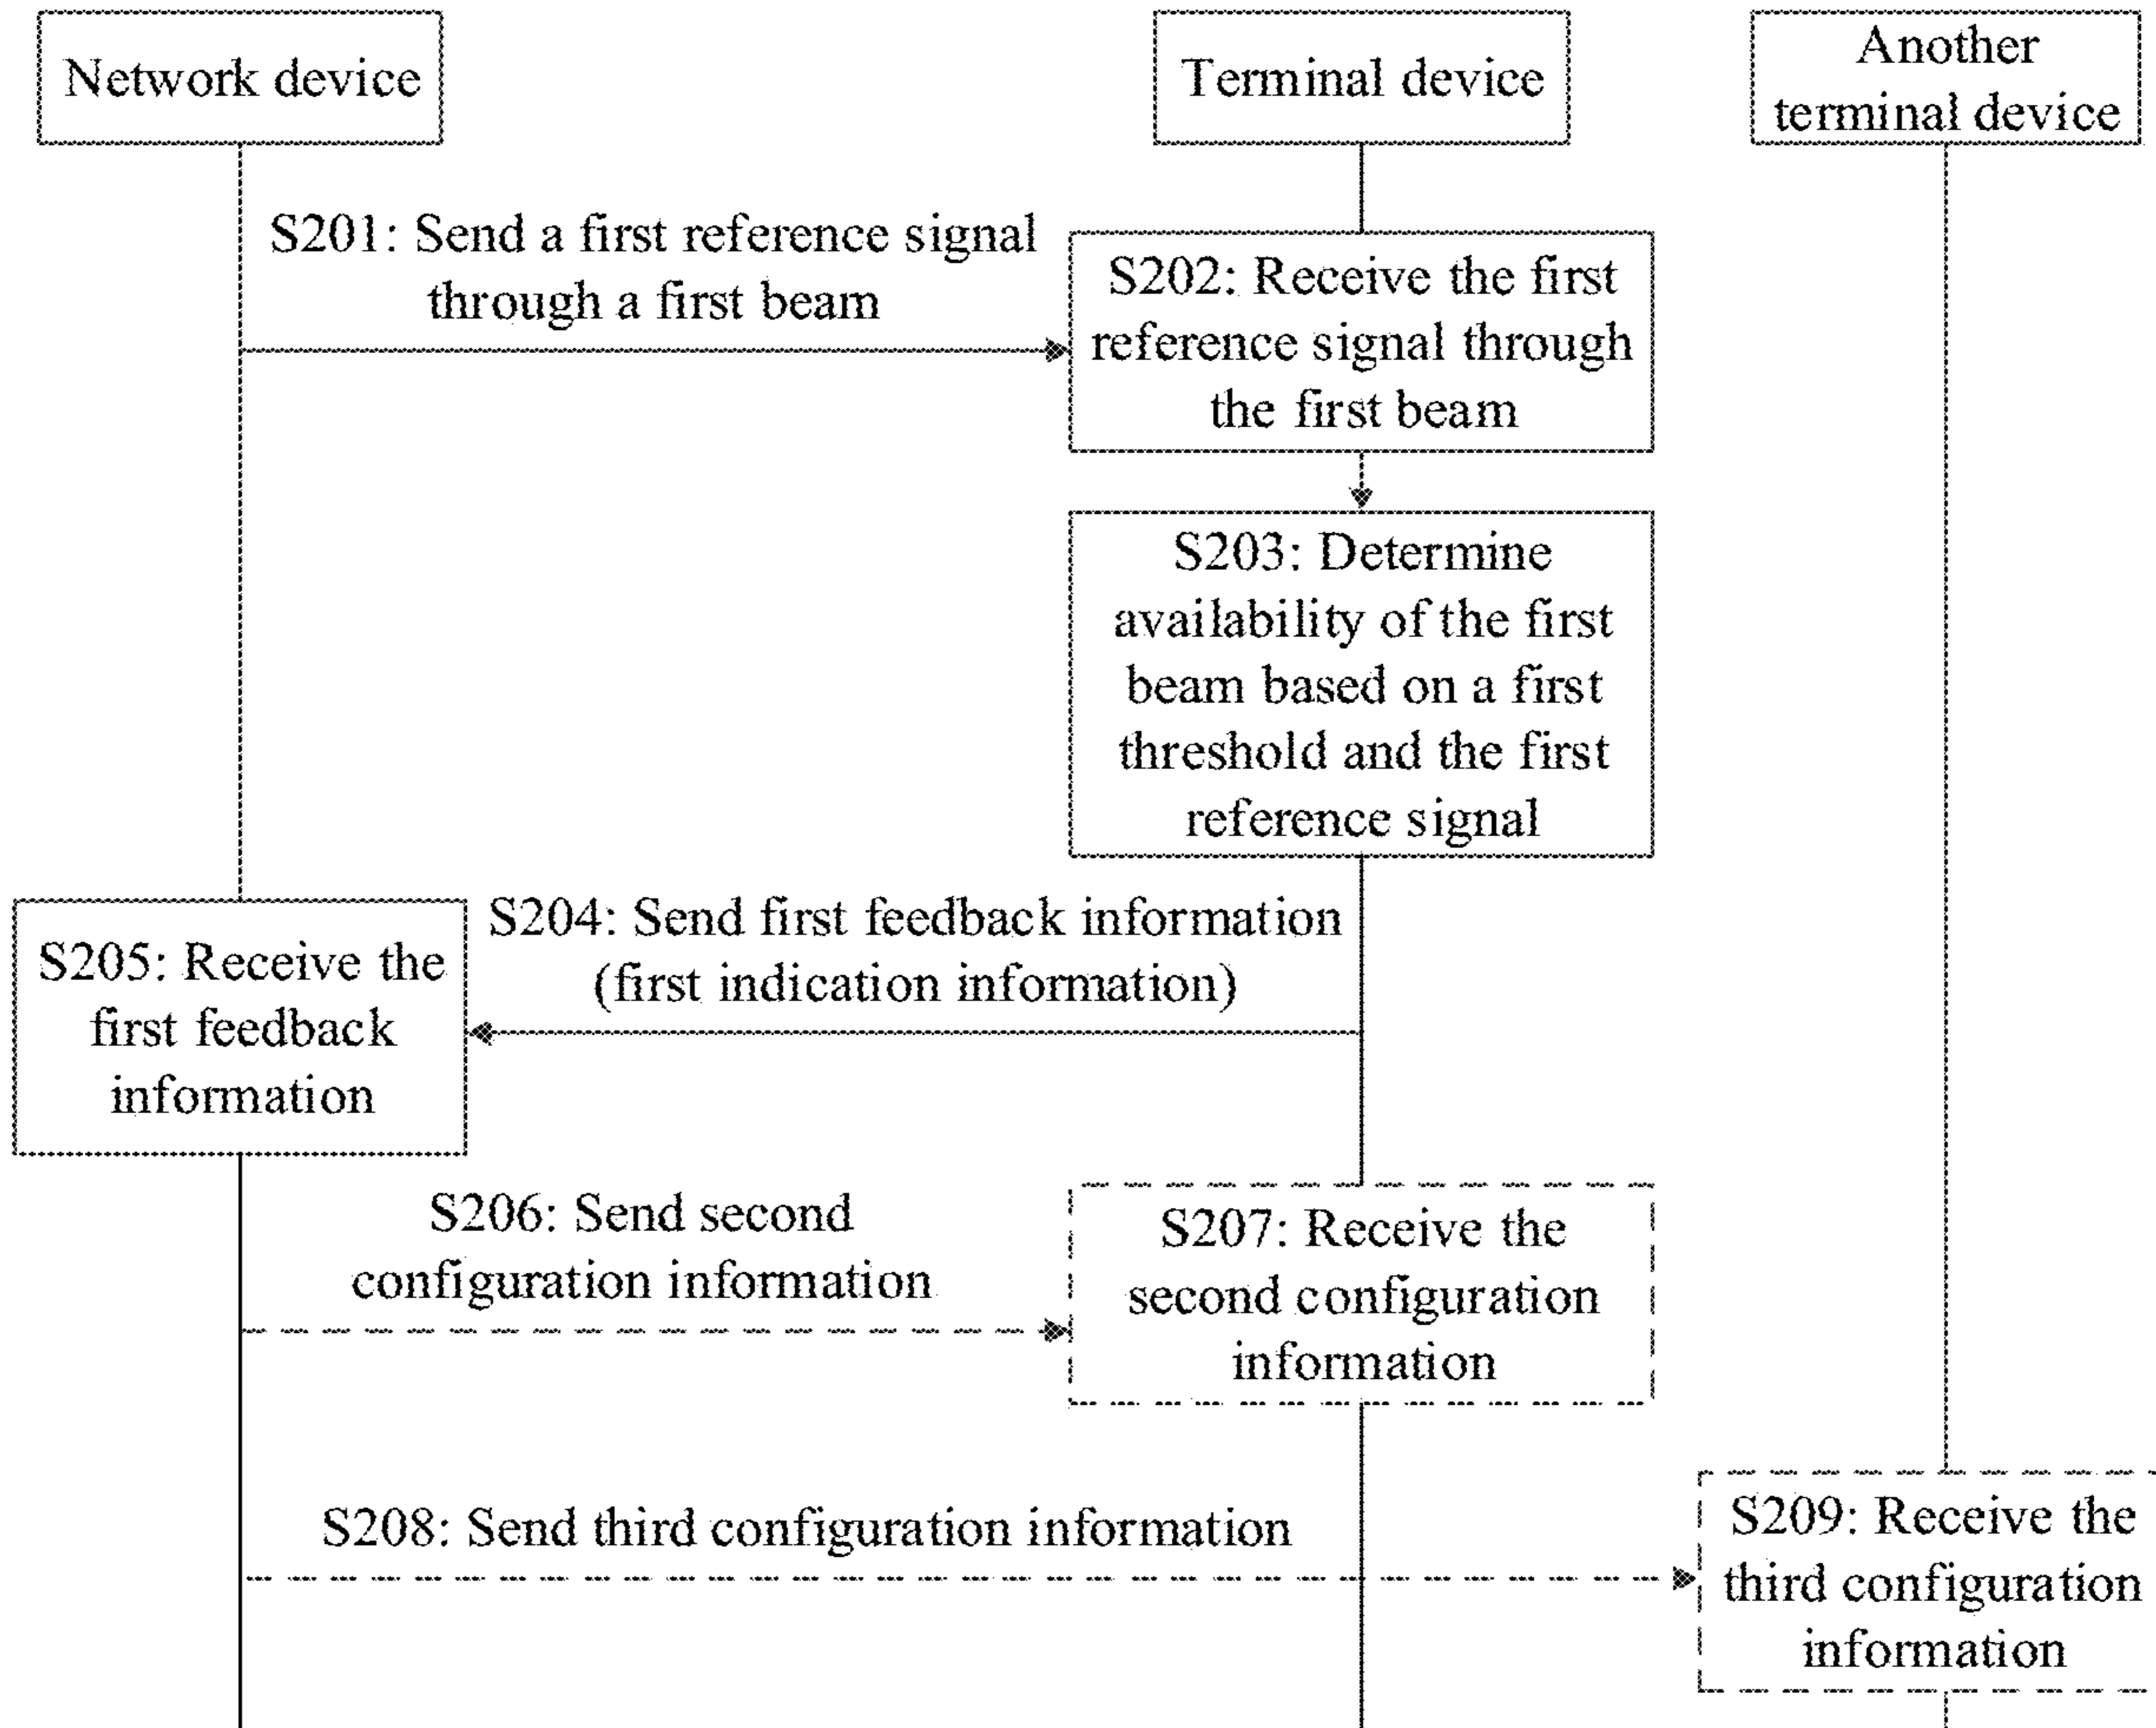 Network device
Terminal device
Another
terminal device
S201: Send a first reference signal
through a first beam
S202: Receive the first
reference signal through
the first beam
S203: Determine
availability of the first
beam based on a first
threshold and the first
reference signal
S204: Send first feedback information
(first indication information)
S205: Receive the
first feedback
information
S206: Send second
configuration information
S207: Receive the
second configuration
information
S208: Send third configuration information
S209: Receive the
third configuration
information